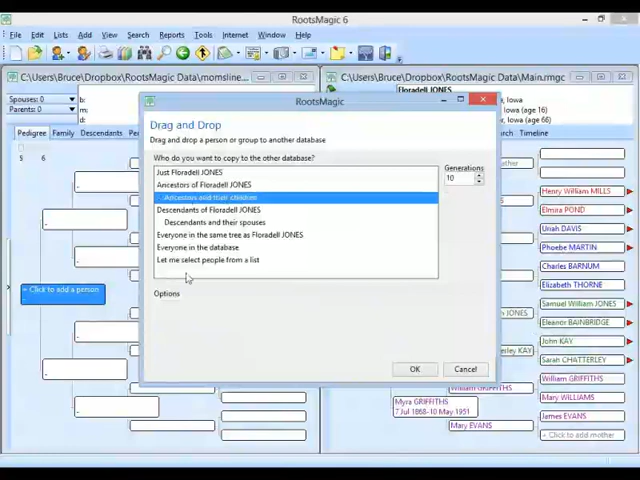 RootsMagic 6
File Edit Lists Add View Search Reports Tools Internet Window Help
C:\Users\Bruce\Dropbox\RootsMagic Data\momsline
C:\Users\Bruce\Dropbox\RootsMagic Data\Main.rmgc
Spouses: 0
Parents: 0
b:
m:
d:
Floradell JONES
, Iowa
, Iowa (age 16)
(age 66)
Pedigree Family Descendants People
Search Timeline
5 6
+ Click to add a person
RootsMagic
Drag and Drop
Drag and drop a person or group to another database
Who do you want to copy to the other database?
Just Floradell JONES
Ancestors of Floradell JONES
Ancestors and their children
Descendants of Floradell JONES
Descendants and their spouses
Everyone in the same tree as Floradell JONES
Everyone in the database
Let me select people from a list
Generations
10
Options
OK Cancel
Henry William MILLS
Elmira POND
Uriah DAVIS
Phoebe MARTIN
Charles BARNUM
Elizabeth THORNE
Samuel William JONES
JONES
Eleanor BAINBRIDGE
John KAY
KAY
Sarah CHATTERLEY
William GRIFFITHS
William GRIFFITHS
Mary WILLIAMS
Myra GRIFFITHS
7 Jul 1868-10 May 1951
James EVANS
Mary EVANS
+ Click to add mother